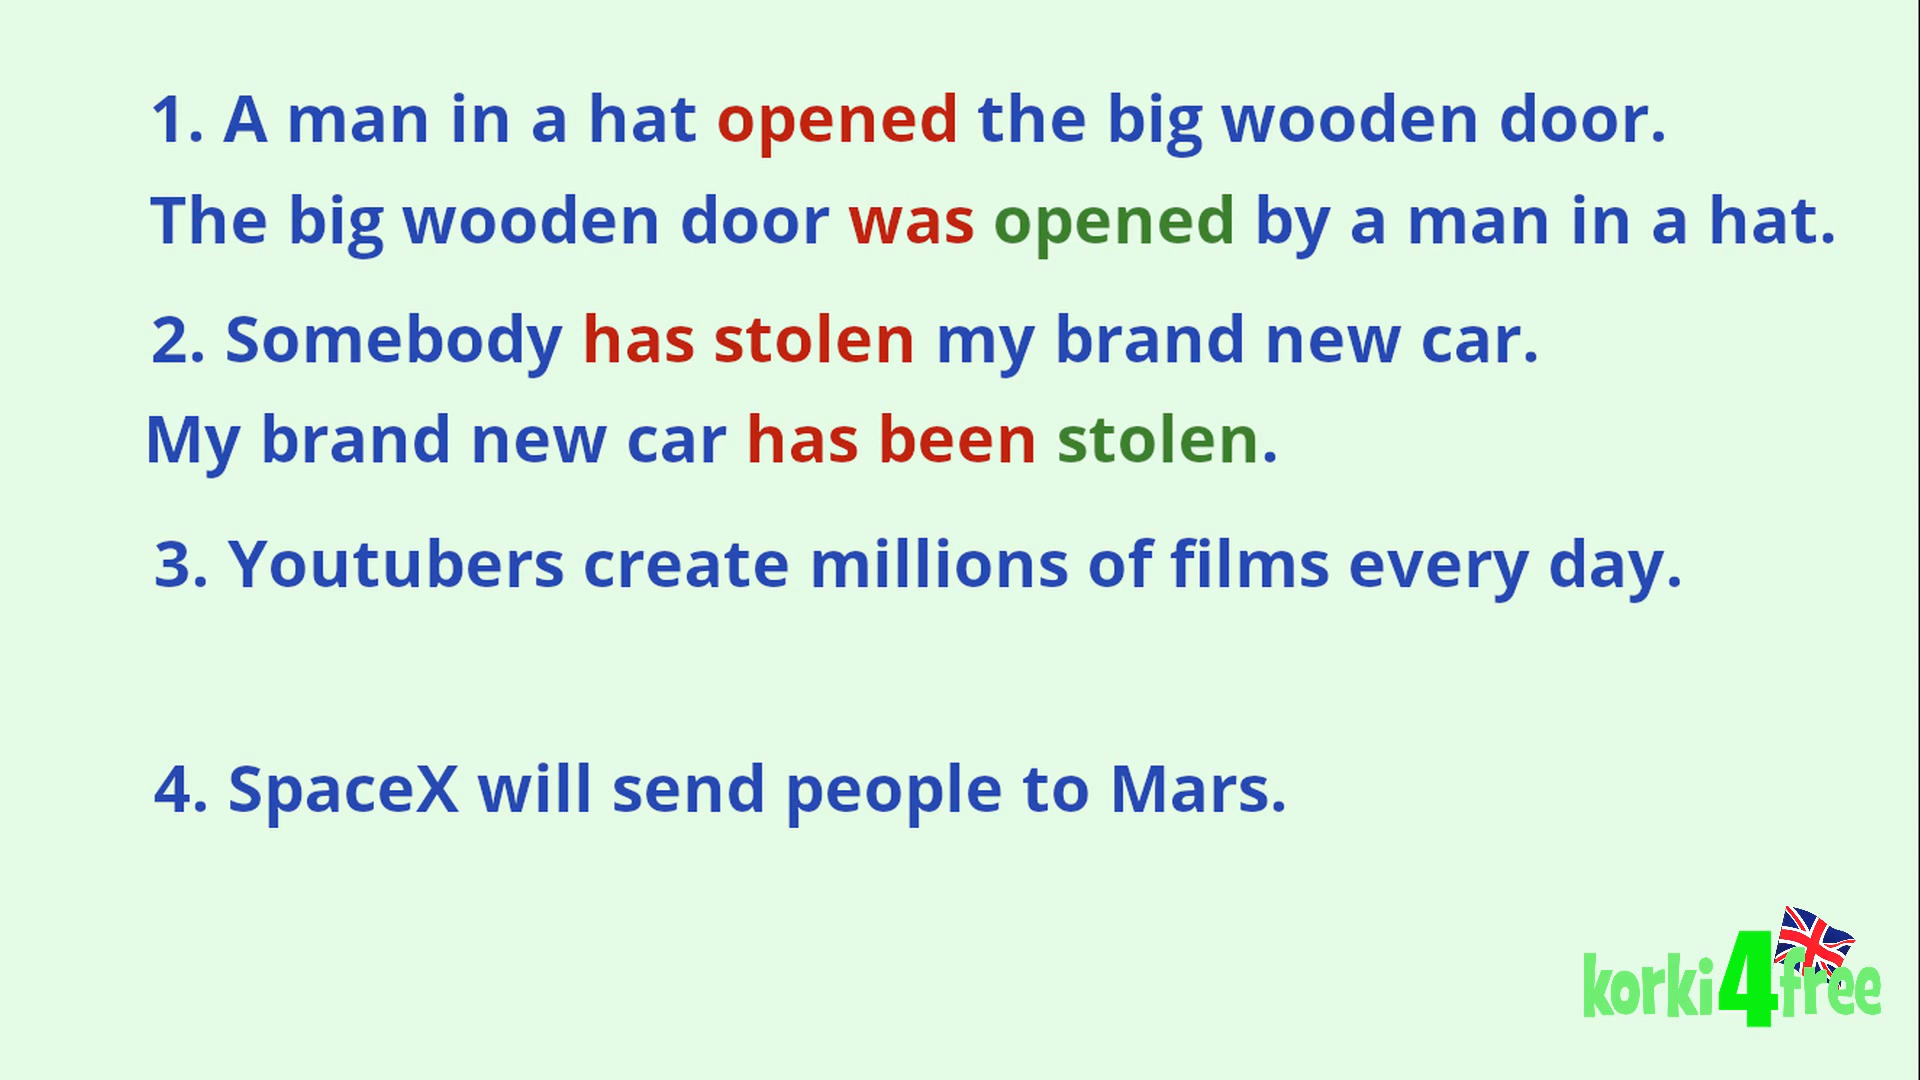 1. A man in a hat opened the big wooden door.
The big wooden door was opened by a man in a hat.
2. Somebody has stolen my brand new car.
My brand new car has been stolen.
3. Youtubers create millions of films every day.
4. SpaceX will send people to Mars.
korki4free